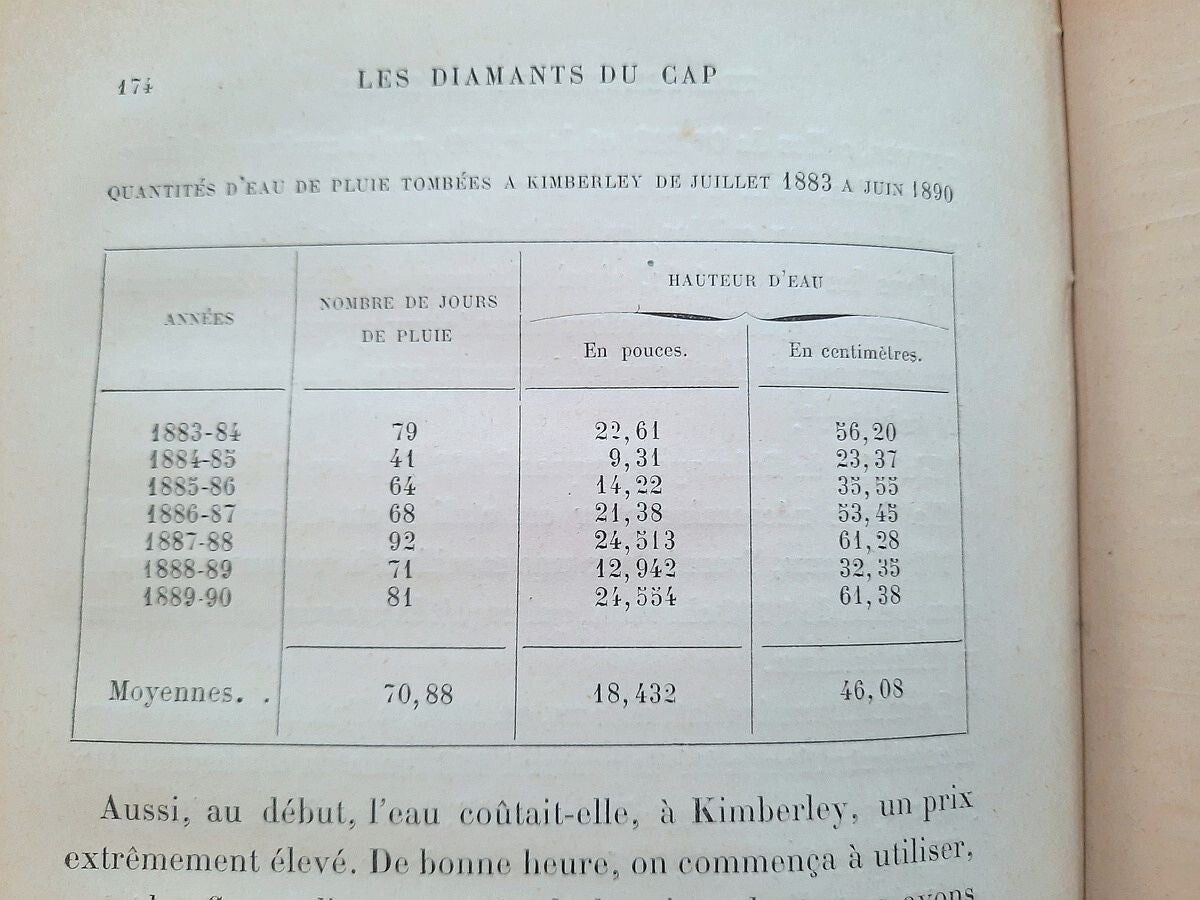 174
LES DIAMANTS DU CAP
QUANTITÉS D'EAU DE PLUIE TOMBÉES A KIMBERLEY DE JUILLET 1883 A JUIN 1890
ANNÉES
NOMBRE DE JOURS
DE PLUIE
HAUTEUR D'EAU
En pouces.
En centimètres.
1883-84 79 22,61 56,20
1884-85 41 9,31 23,37
1885-86 64 14,22 35,55
1886-87 68 21,38 53,45
1887-88 92 24,513 61,28
1888-89 71 12,942 32,35
1889-90 81 24,554 61,38
Moyennes. . 70,88 18,432 46,08
Aussi, au début, l'eau coûtait-elle, à Kimberley, un prix
extrêmement élevé. De bonne heure, on commença à utiliser,